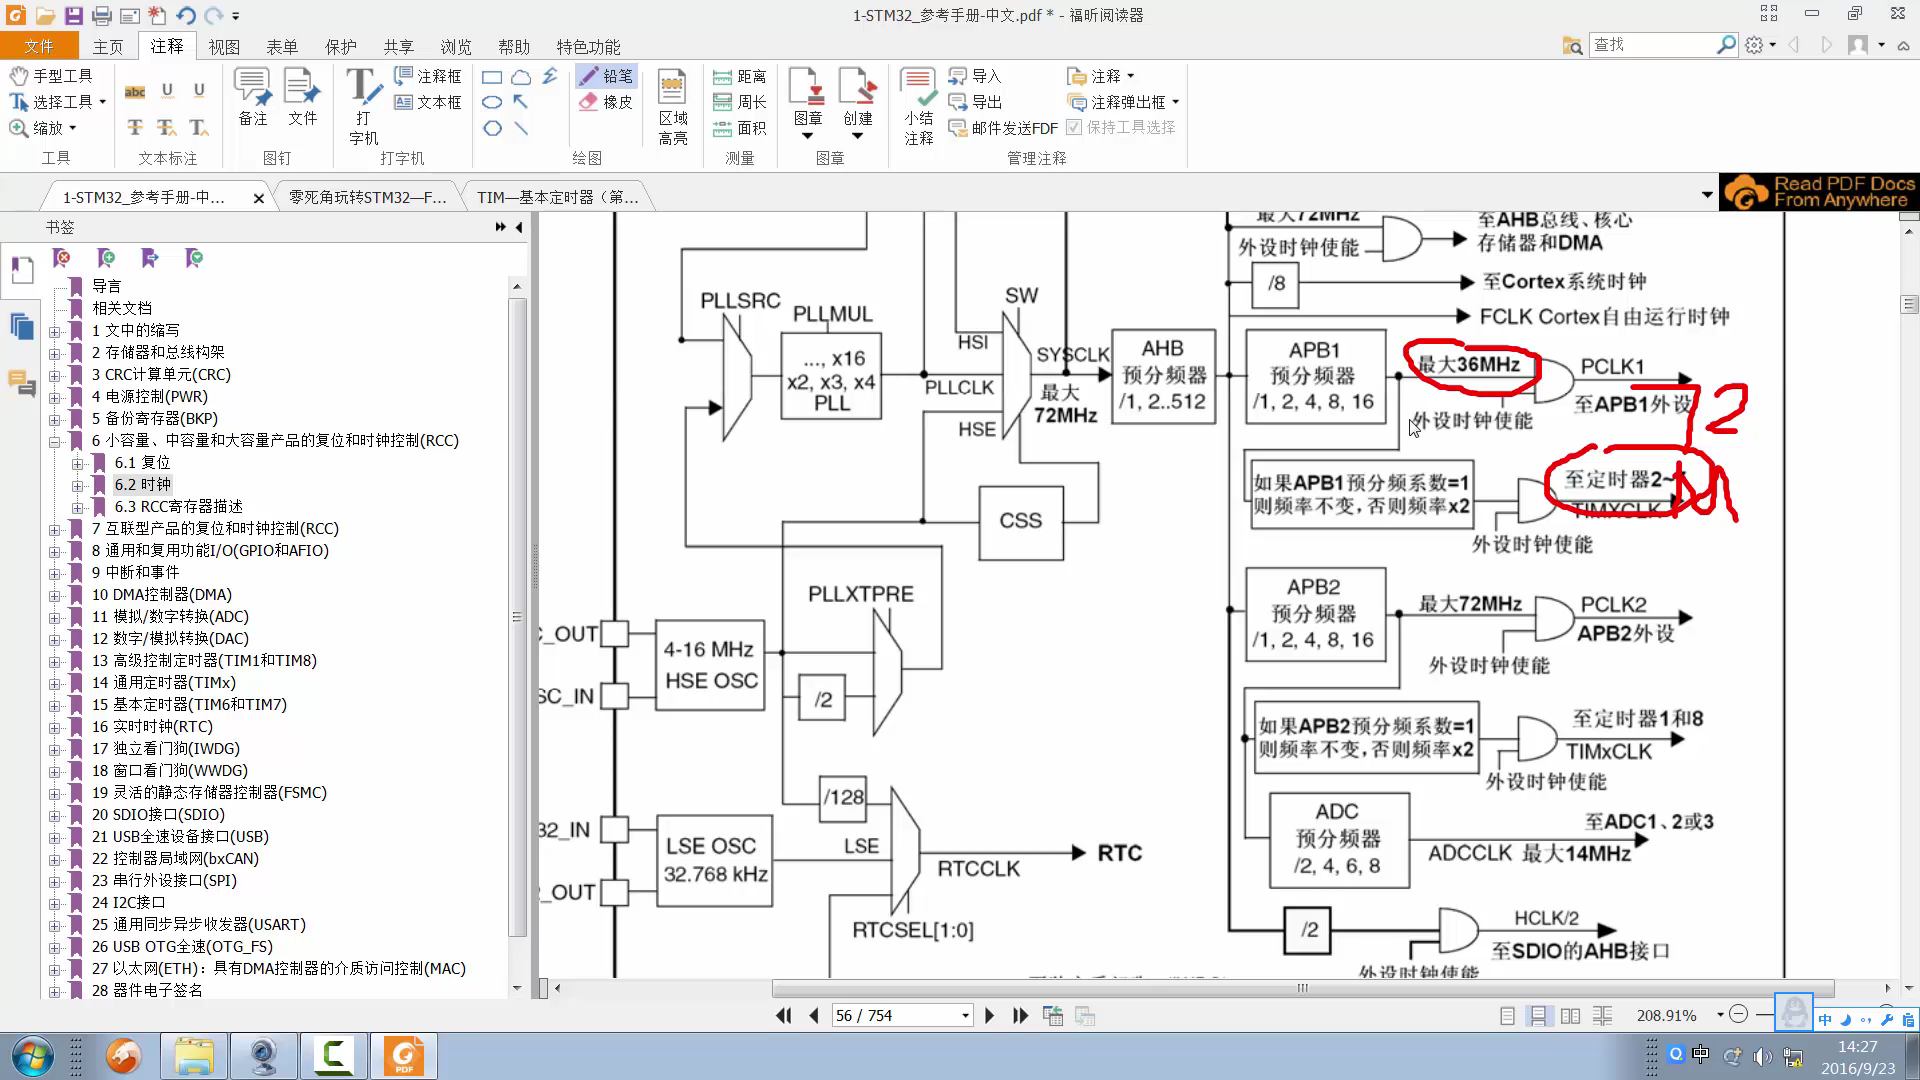 1-STM32_参考手册-中文.pdf * - 福昕阅读器
文件
主页
注释
视图
表单
保护
共享
浏览
帮助
特色功能
查找
手型工具
选择工具
缩放
工具
文本标注
备注
文件
图钉
打字机
注释框
文本框
打字机
铅笔
橡皮
绘图
区域高亮
距离
周长
面积
测量
图章
创建
图章
小结注释
导入
导出
邮件发送FDF
注释
注释弹出框
保持工具选择
管理注释
1-STM32_参考手册-中...
零死角玩转STM32—F...
TIM—基本定时器（第...
Read PDF Docs
From Anywhere
书签
导言
相关文档
1 文中的缩写
2 存储器和总线构架
3 CRC计算单元(CRC)
4 电源控制(PWR)
5 备份寄存器(BKP)
6 小容量、中容量和大容量产品的复位和时钟控制(RCC)
6.1 复位
6.2 时钟
6.3 RCC寄存器描述
7 互联型产品的复位和时钟控制(RCC)
8 通用和复用功能I/O(GPIO和AFIO)
9 中断和事件
10 DMA控制器(DMA)
11 模拟/数字转换(ADC)
12 数字/模拟转换(DAC)
13 高级控制定时器(TIM1和TIM8)
14 通用定时器(TIMx)
15 基本定时器(TIM6和TIM7)
16 实时时钟(RTC)
17 独立看门狗(IWDG)
18 窗口看门狗(WWDG)
19 灵活的静态存储器控制器(FSMC)
20 SDIO接口(SDIO)
21 USB全速设备接口(USB)
22 控制器局域网(bxCAN)
23 串行外设接口(SPI)
24 I2C接口
25 通用同步异步收发器(USART)
26 USB OTG全速(OTG_FS)
27 以太网(ETH)：具有DMA控制器的介质访问控制(MAC)
28 器件电子签名
PLLSRC
PLLMUL
..., x16
x2, x3, x4
PLL
SW
HSI
PLLCLK
HSE
SYSCLK
最大
72MHz
AHB
预分频器
/1, 2..512
最大72MHz
外设时钟使能
至AHB总线、核心
存储器和DMA
/8
至Cortex系统时钟
FCLK Cortex自由运行时钟
APB1
预分频器
/1, 2, 4, 8, 16
最大36MHz
PCLK1
至APB1外设
外设时钟使能
72
M
如果APB1预分频系数=1
则频率不变，否则频率x2
至定时器2~
TIMXCLK
外设时钟使能
CSS
PLLXTPRE
C_OUT
4-16 MHz
HSE OSC
SC_IN
/2
APB2
预分频器
/1, 2, 4, 8, 16
最大72MHz
PCLK2
APB2外设
外设时钟使能
如果APB2预分频系数=1
则频率不变，否则频率x2
至定时器1和8
TIMxCLK
外设时钟使能
/128
32_IN
LSE OSC
32.768 kHz
2_OUT
LSE
RTCCLK
RTC
RTCSEL[1:0]
ADC
预分频器
/2, 4, 6, 8
至ADC1、2或3
ADCCLK 最大14MHz
/2
HCLK/2
至SDIO的AHB接口
外设时钟使能
56 / 754
208.91%
中
中
14:27
2016/9/23